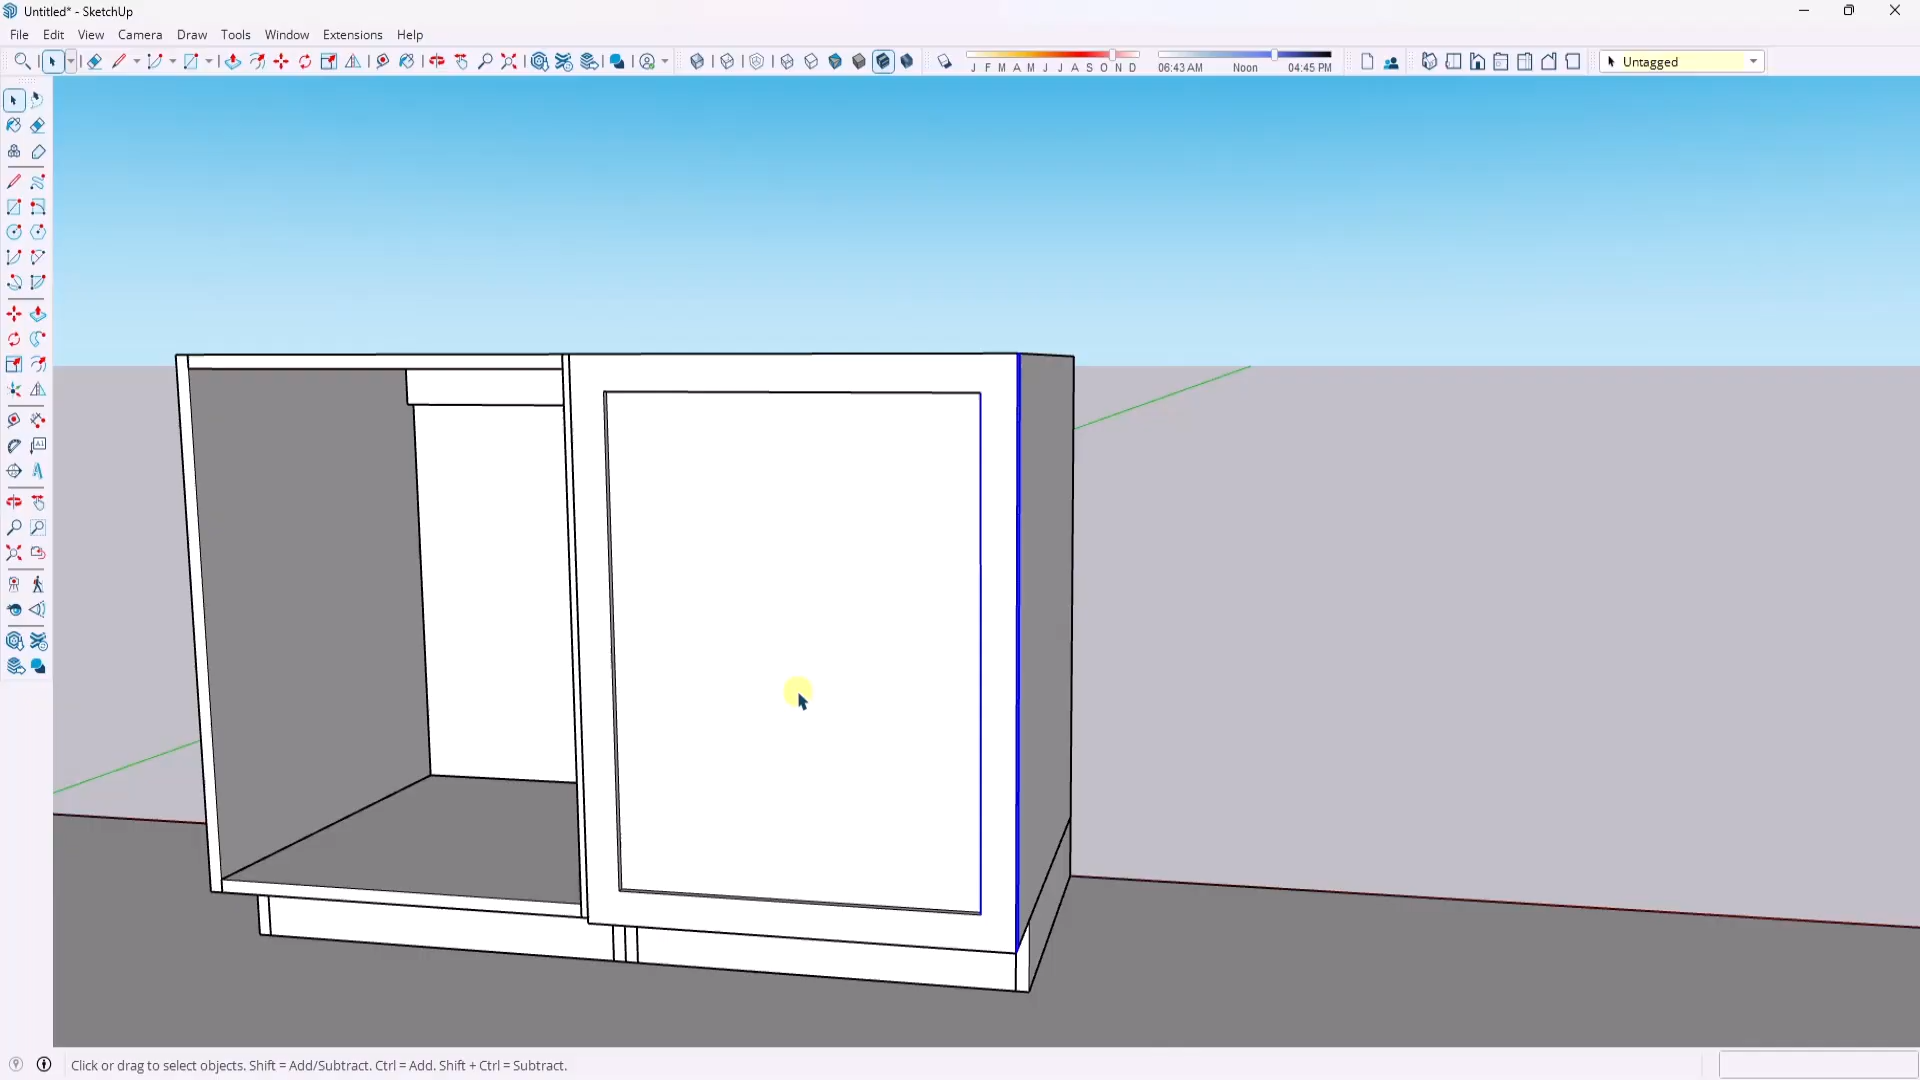 Untitled* - SketchUp
File Edit View Camera Draw Tools Window Extensions Help
J F M A M J J A S O N D
06:43 AM Noon 04:45 PM
Untagged
Click or drag to select objects. Shift = Add/Subtract. Ctrl = Add. Shift + Ctrl = Subtract.